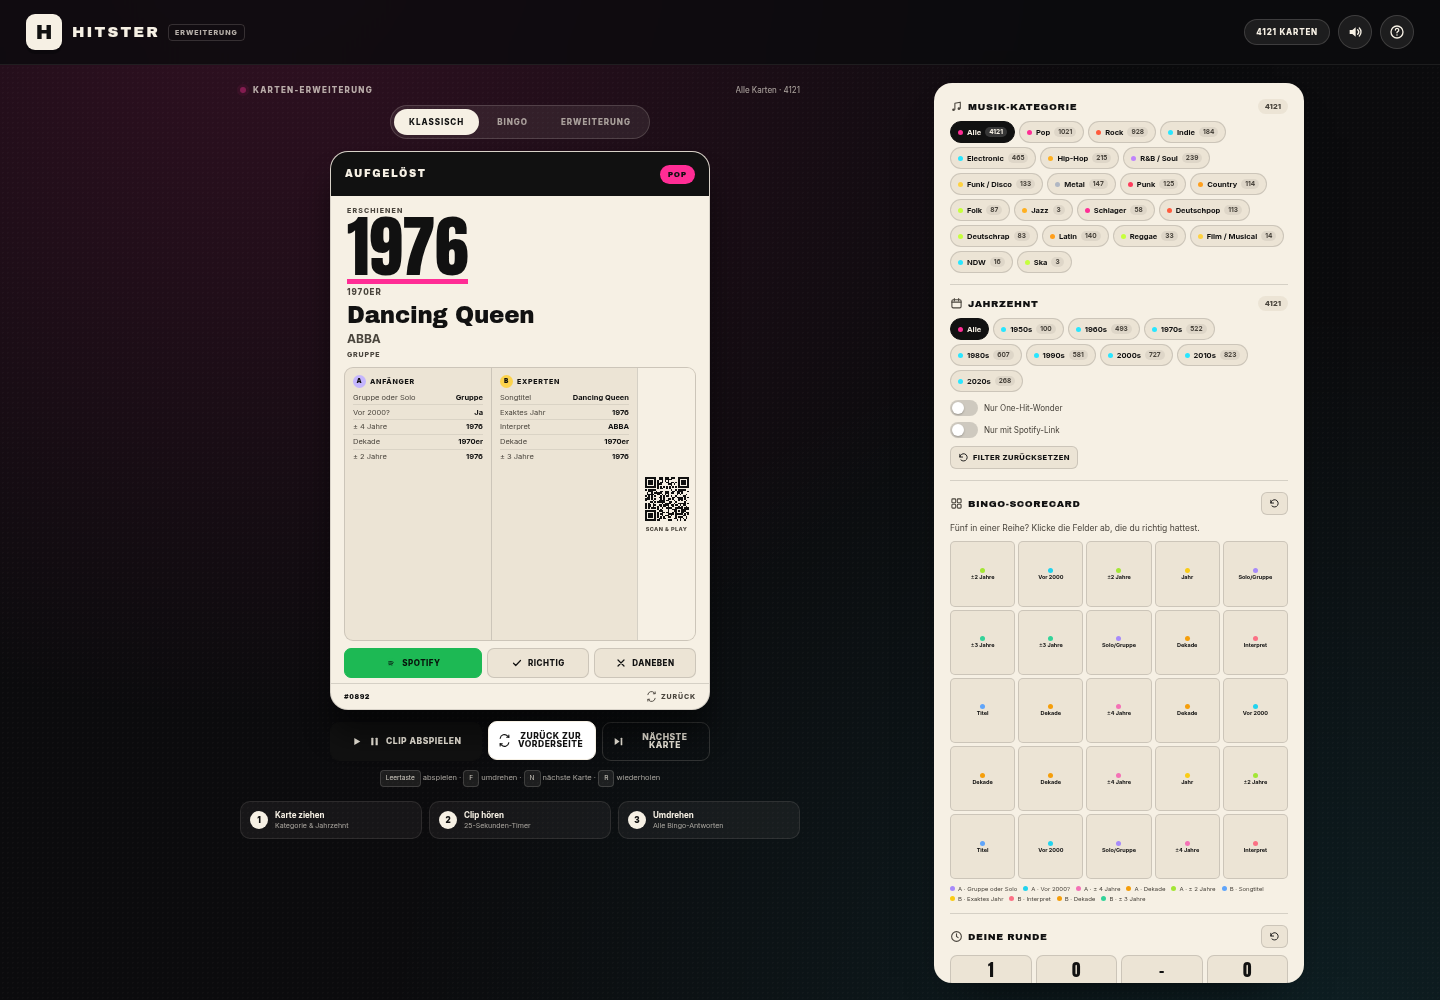 H HITSTER ERWEITERUNG
4121 KARTEN
KARTEN-ERWEITERUNG
Alle Karten · 4121
KLASSISCH BINGO ERWEITERUNG
AUFGELÖST POP
ERSCHIENEN
1976
1970ER
Dancing Queen
ABBA
GRUPPE
A ANFÄNGER
Gruppe oder Solo Gruppe
Vor 2000? Ja
± 4 Jahre 1976
Dekade 1970er
± 2 Jahre 1976
B EXPERTEN
Songtitel Dancing Queen
Exaktes Jahr 1976
Interpret ABBA
Dekade 1970er
± 3 Jahre 1976
SCAN & PLAY
SPOTIFY RICHTIG DANEBEN
#0892 ZURÜCK
CLIP ABSPIELEN
ZURÜCK ZUR
VORDERSEITE
NÄCHSTE
KARTE
Leertaste abspielen · F umdrehen · N nächste Karte · R wiederholen
1 Karte ziehen
Kategorie & Jahrzehnt
2 Clip hören
25-Sekunden-Timer
3 Umdrehen
Alle Bingo-Antworten
MUSIK-KATEGORIE 4121
Alle 4121 Pop 1021 Rock 928 Indie 184
Electronic 465 Hip-Hop 215 R&B / Soul 239
Funk / Disco 133 Metal 147 Punk 125 Country 114
Folk 87 Jazz 3 Schlager 58 Deutschpop 113
Deutschrap 83 Latin 140 Reggae 33 Film / Musical 14
NDW 16 Ska 3
JAHRZEHNT 4121
Alle 1950s 100 1960s 493 1970s 522
1980s 607 1990s 581 2000s 727 2010s 823
2020s 268
Nur One-Hit-Wonder
Nur mit Spotify-Link
FILTER ZURÜCKSETZEN
BINGO-SCORECARD
Fünf in einer Reihe? Klicke die Felder ab, die du richtig hattest.
±2 Jahre Vor 2000 ±2 Jahre Jahr Solo/Gruppe
±3 Jahre ±3 Jahre Solo/Gruppe Dekade Interpret
Titel Dekade ±4 Jahre Dekade Vor 2000
Dekade Dekade ±4 Jahre Jahr ±2 Jahre
Titel Vor 2000 Solo/Gruppe ±4 Jahre Interpret
A · Gruppe oder Solo A · Vor 2000? A · ± 4 Jahre A · Dekade A · ± 2 Jahre B · Songtitel
B · Exaktes Jahr B · Interpret B · Dekade B · ± 3 Jahre
DEINE RUNDE
1 0 - 0